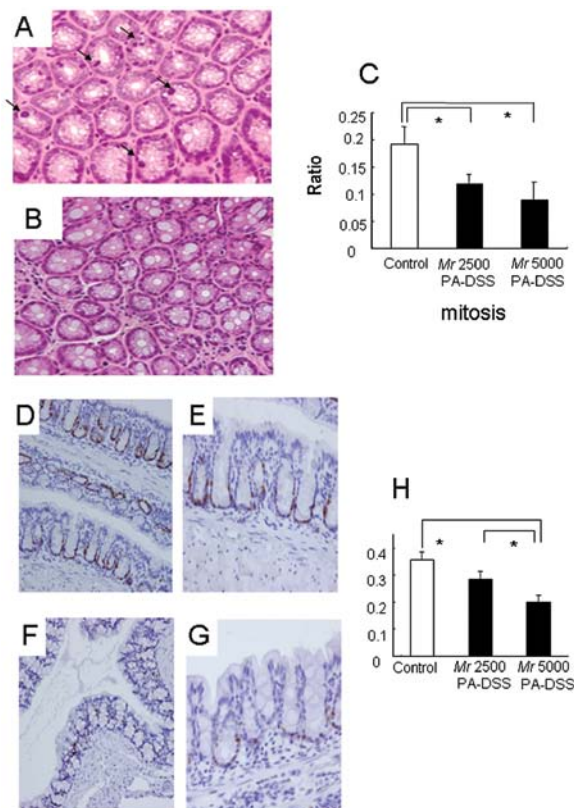 A
B
C
Ratio
0.25
0.2
0.15
0.1
0.05
0
*
*
Control
Mr 2500
PA-DSS
Mr 5000
PA-DSS
mitosis
D
E
F
G
H
0.4
0.3
0.2
0.1
0
*
*
Control
Mr 2500
PA-DSS
Mr 5000
PA-DSS